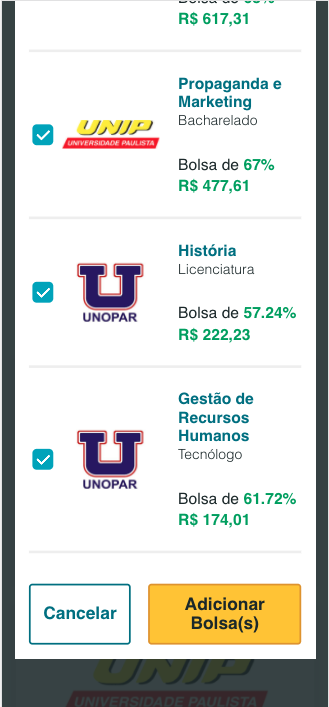 R$ 617,31
Propaganda e
Marketing
Bacharelado
UNIP
UNIVERSIDADE PAULISTA
Bolsa de 67%
R$ 477,61
História
Licenciatura
U
UNOPAR
Bolsa de 57.24%
R$ 222,23
Gestão de
Recursos
Humanos
Tecnólogo
U
UNOPAR
Bolsa de 61.72%
R$ 174,01
Cancelar
Adicionar
Bolsa(s)
UNIP
UNIVERSIDADE PAULISTA